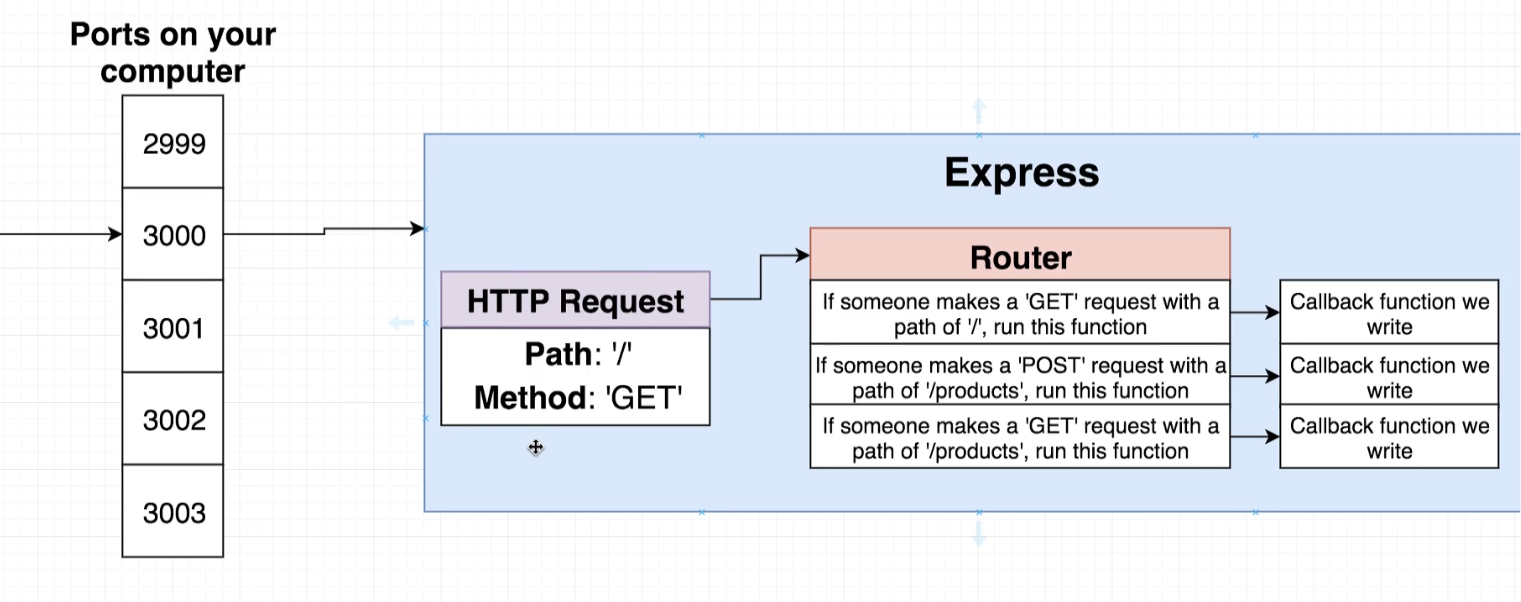 Ports on your
computer
2999
3000
3001
3002
3003
Express
HTTP Request
Path: '/'
Method: 'GET'
Router
If someone makes a 'GET' request with a
path of '/', run this function
Callback function we
write
If someone makes a 'POST' request with a
path of '/products', run this function
Callback function we
write
If someone makes a 'GET' request with a
path of '/products', run this function
Callback function we
write